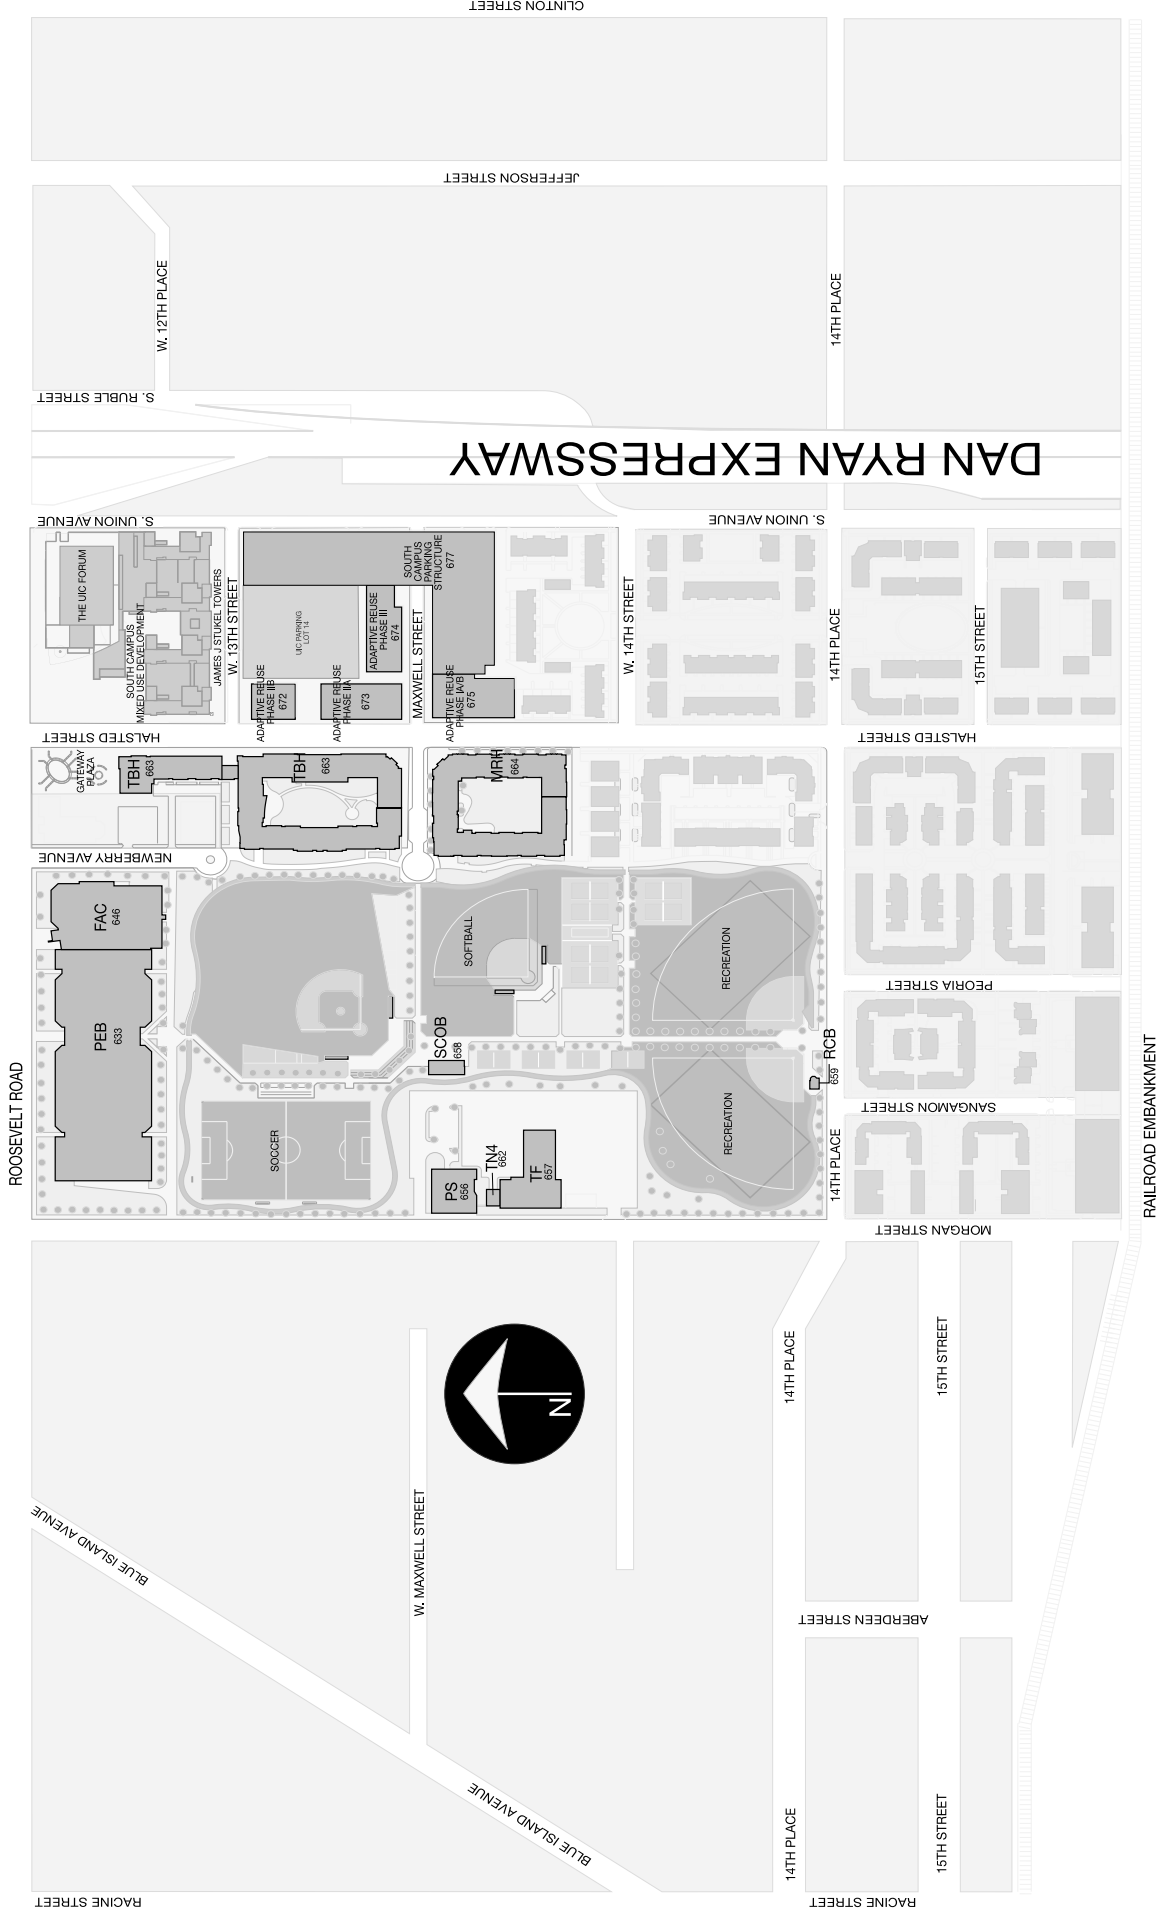 CLINTON STREET
JEFFERSON STREET
W. 12TH PLACE
14TH PLACE
S. RUBLE STREET
DAN RYAN EXPRESSWAY
S. UNION AVENUE
S. UNION AVENUE
THE UIC FORUM
SOUTH CAMPUS
MIXED USE DEVELOPMENT
JAMES J STUKEL TOWERS
W. 13TH STREET
UIC PARKING
LOT 14
SOUTH
CAMPUS
PARKING
STRUCTURE
677
ADAPTIVE REUSE
PHASE III
674
MAXWELL STREET
ADAPTIVE REUSE
PHASE IIB
672
ADAPTIVE REUSE
PHASE IIA
673
ADAPTIVE REUSE
PHASE IA/B
675
W. 14TH STREET
14TH PLACE
15TH STREET
HALSTED STREET
HALSTED STREET
GATEWAY
PLAZA
TBH
663
TBH
663
MRH
664
NEWBERRY AVENUE
FAC
646
SOFTBALL
RECREATION
PEORIA STREET
PEB
633
SCOB
658
RCB
659
ROOSEVELT ROAD
SOCCER
RECREATION
SANGAMON STREET
RAILROAD EMBANKMENT
PS
656
TN4
662
TF
657
14TH PLACE
MORGAN STREET
N
14TH PLACE
15TH STREET
BLUE ISLAND AVENUE
W. MAXWELL STREET
ABERDEEN STREET
BLUE ISLAND AVENUE
14TH PLACE
15TH STREET
RACINE STREET
RACINE STREET